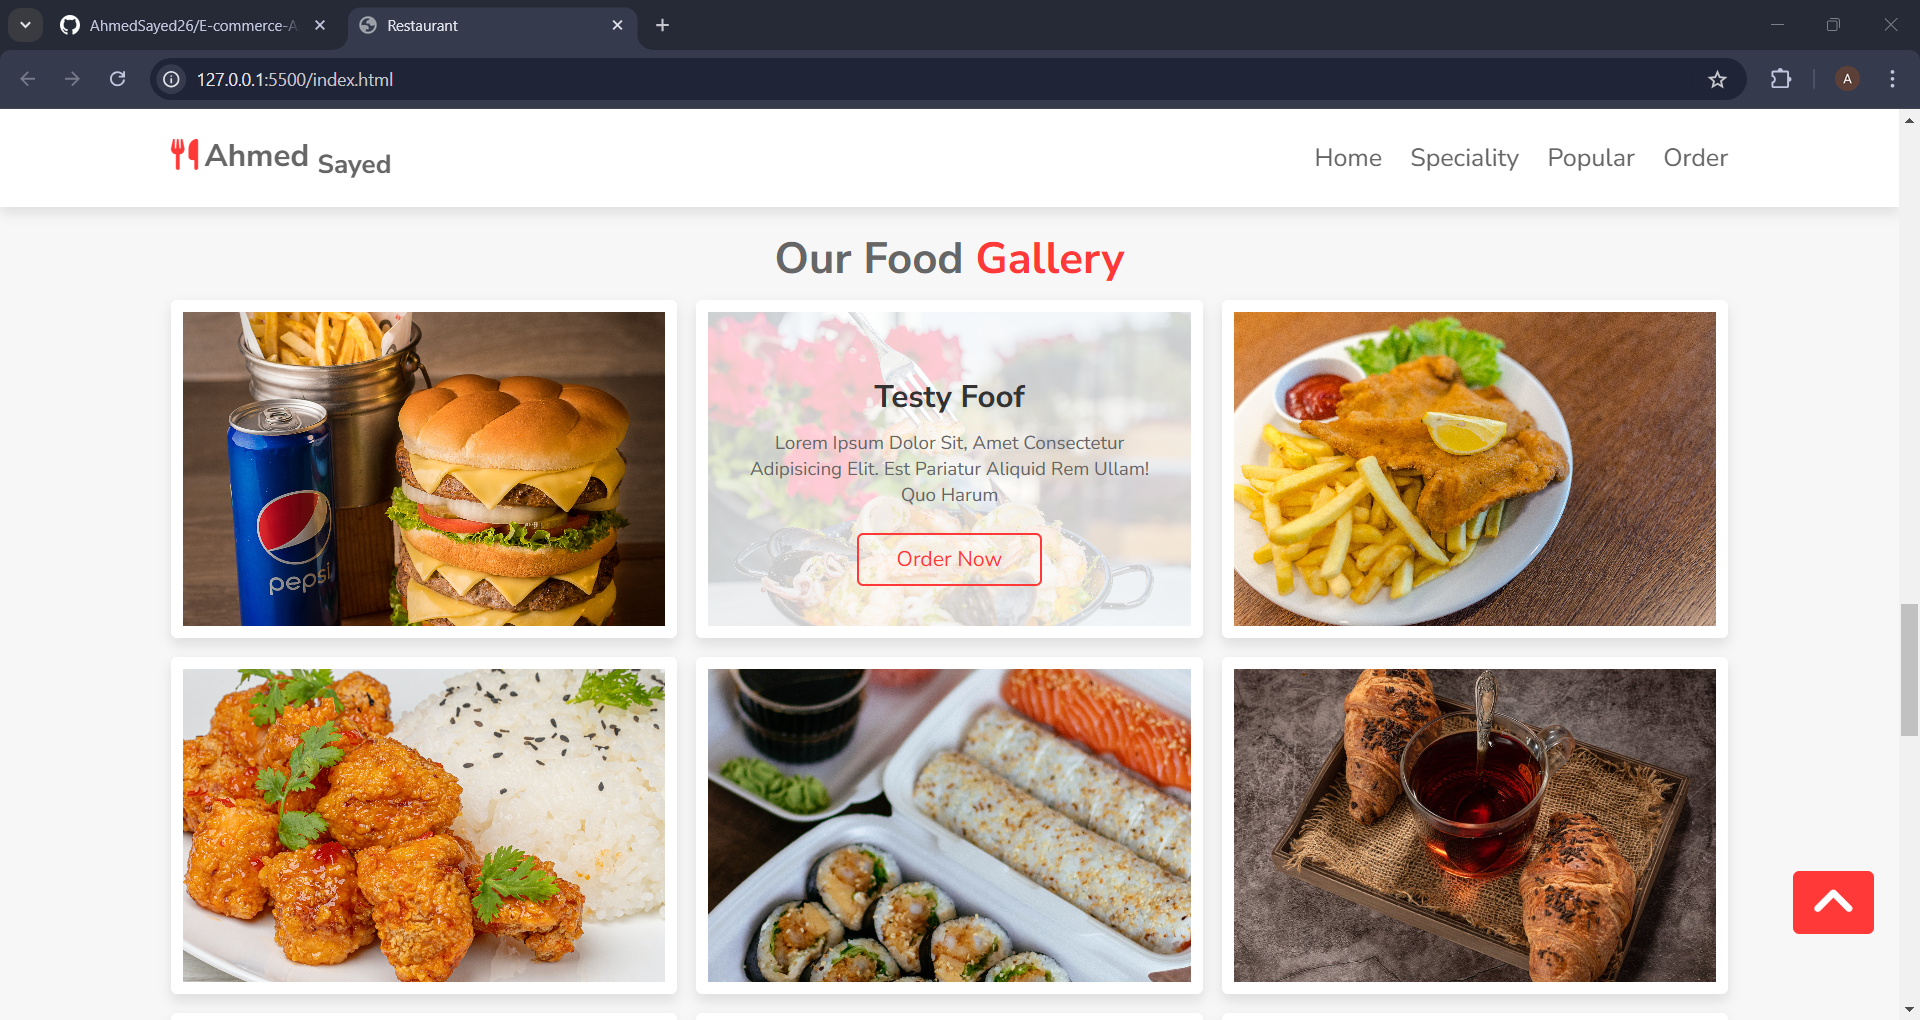 AhmedSayed26/E-commerce-A
Restaurant
127.0.0.1:5500/index.html
A
Ahmed Sayed
Home Speciality Popular Order
Our Food Gallery
pepsi
Testy Foof
Lorem Ipsum Dolor Sit, Amet Consectetur
Adipisicing Elit. Est Pariatur Aliquid Rem Ullam!
Quo Harum
Order Now